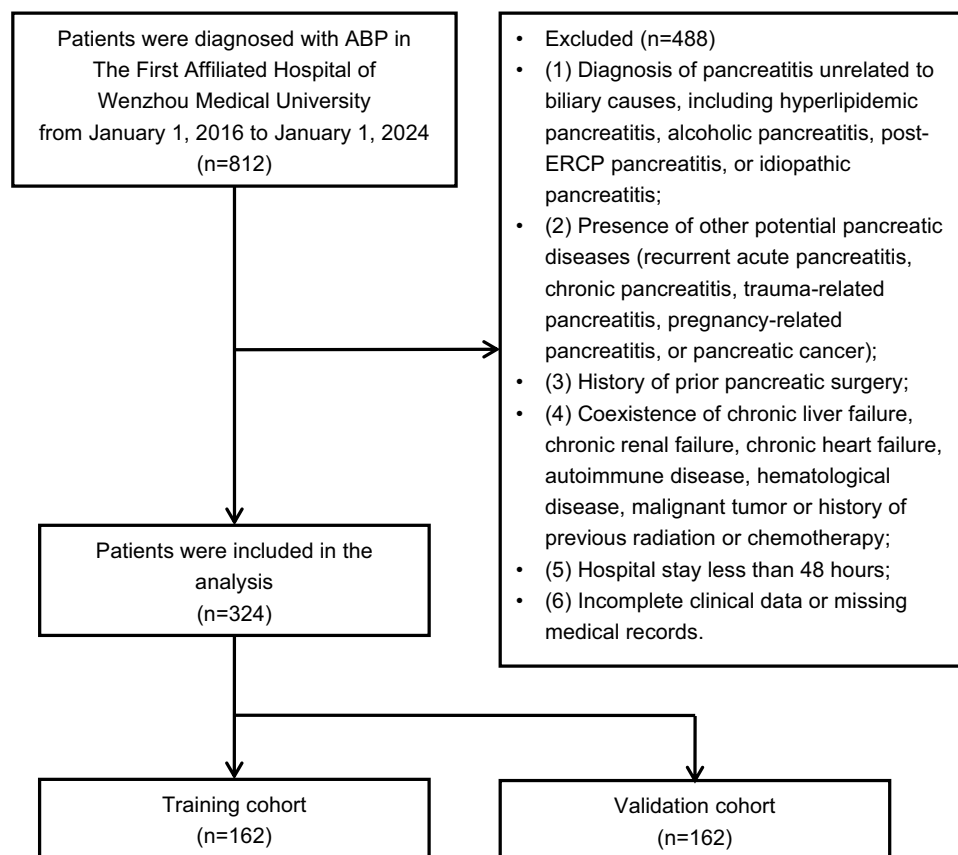 Patients were diagnosed with ABP in
The First Affiliated Hospital of
Wenzhou Medical University
from January 1, 2016 to January 1, 2024
(n=812)
• Excluded (n=488)
• (1) Diagnosis of pancreatitis unrelated to
biliary causes, including hyperlipidemic
pancreatitis, alcoholic pancreatitis, post-
ERCP pancreatitis, or idiopathic
pancreatitis;
• (2) Presence of other potential pancreatic
diseases (recurrent acute pancreatitis,
chronic pancreatitis, trauma-related
pancreatitis, pregnancy-related
pancreatitis, or pancreatic cancer);
• (3) History of prior pancreatic surgery;
• (4) Coexistence of chronic liver failure,
chronic renal failure, chronic heart failure,
autoimmune disease, hematological
disease, malignant tumor or history of
previous radiation or chemotherapy;
• (5) Hospital stay less than 48 hours;
• (6) Incomplete clinical data or missing
medical records.
Patients were included in the
analysis
(n=324)
Training cohort
(n=162)
Validation cohort
(n=162)